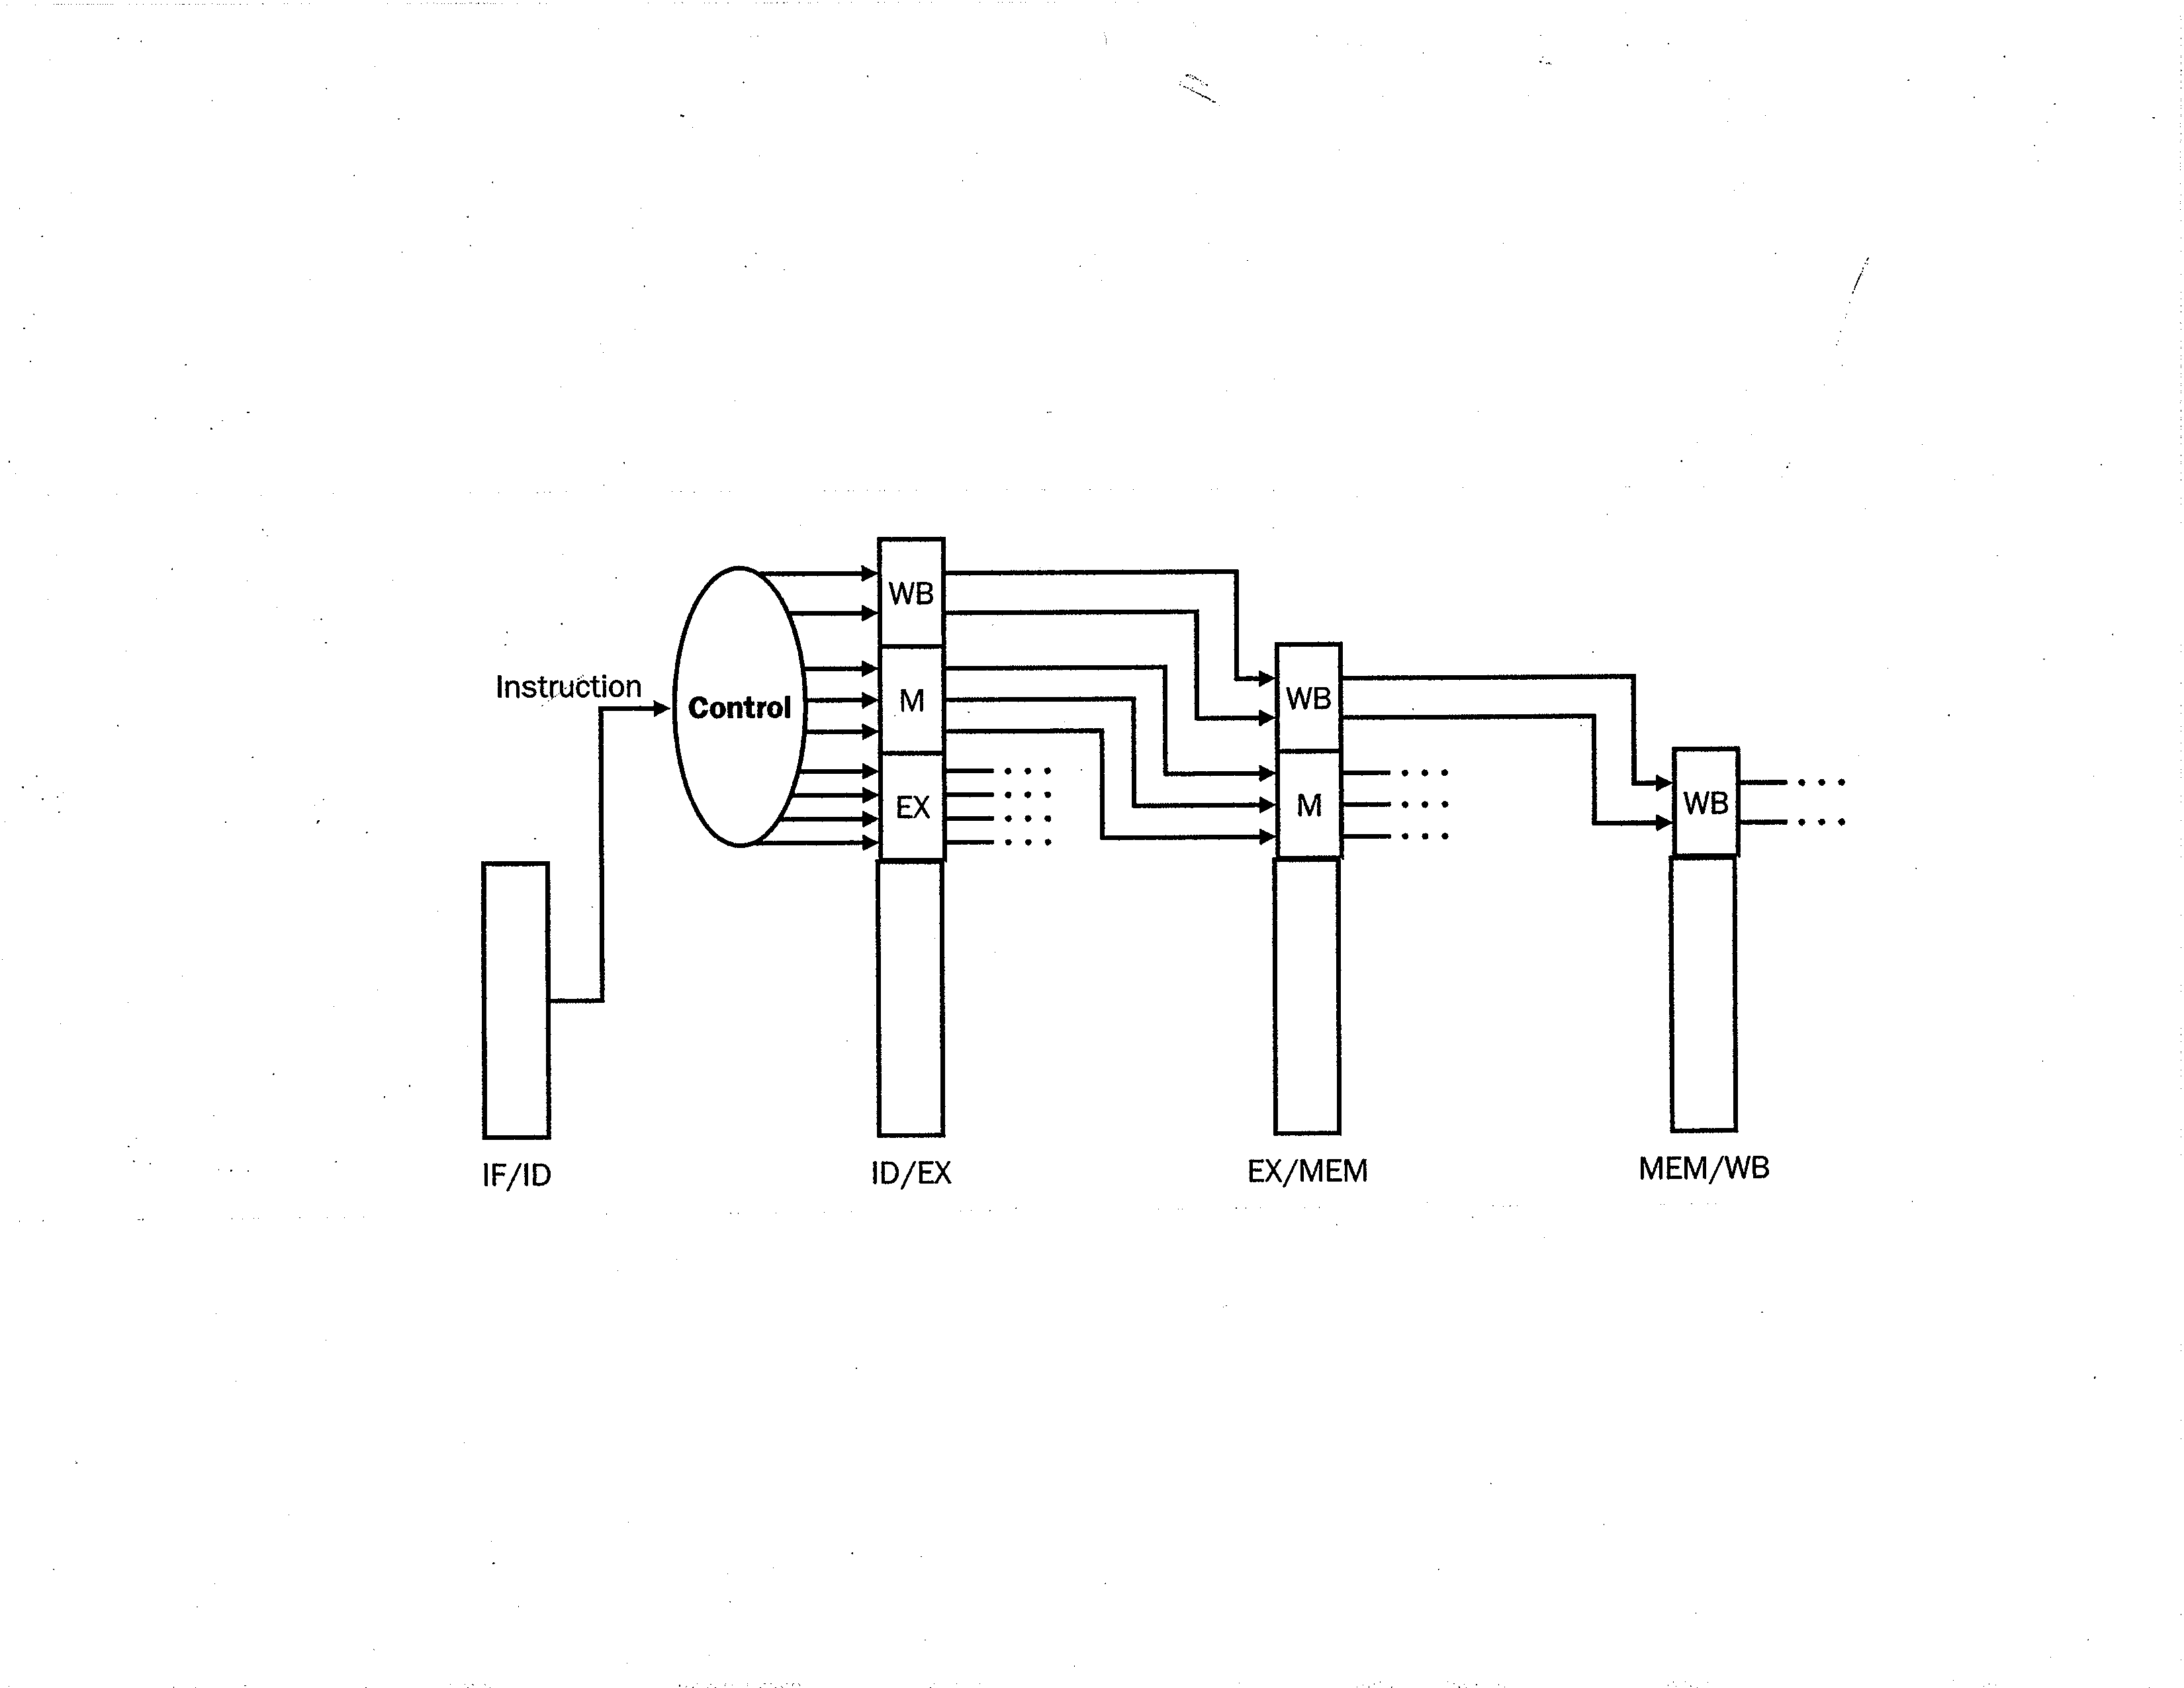 Instruction
Control
WB
M
EX
WB
M
WB
IF/ID
ID/EX
EX/MEM
MEM/WB